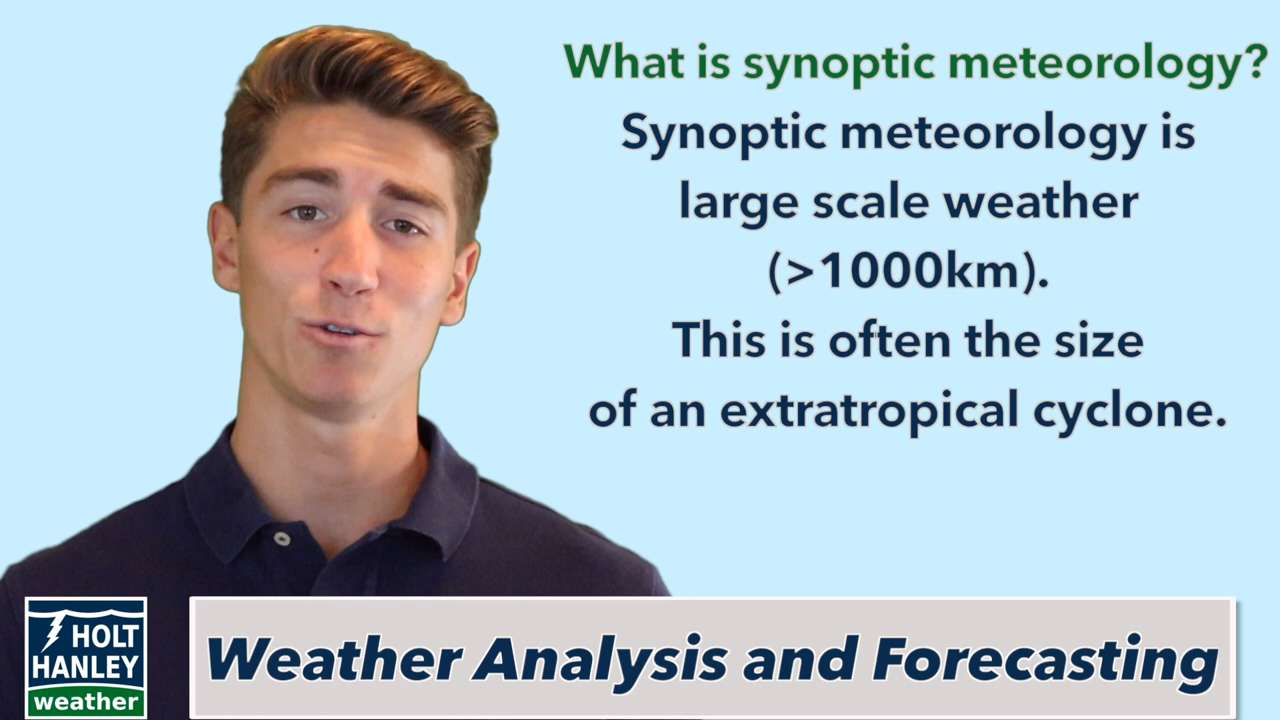 What is synoptic meteorology?
Synoptic meteorology is
large scale weather
(>1000km).
This is often the size
of an extratropical cyclone.
HOLT
HANLEY
weather
Weather Analysis and Forecasting